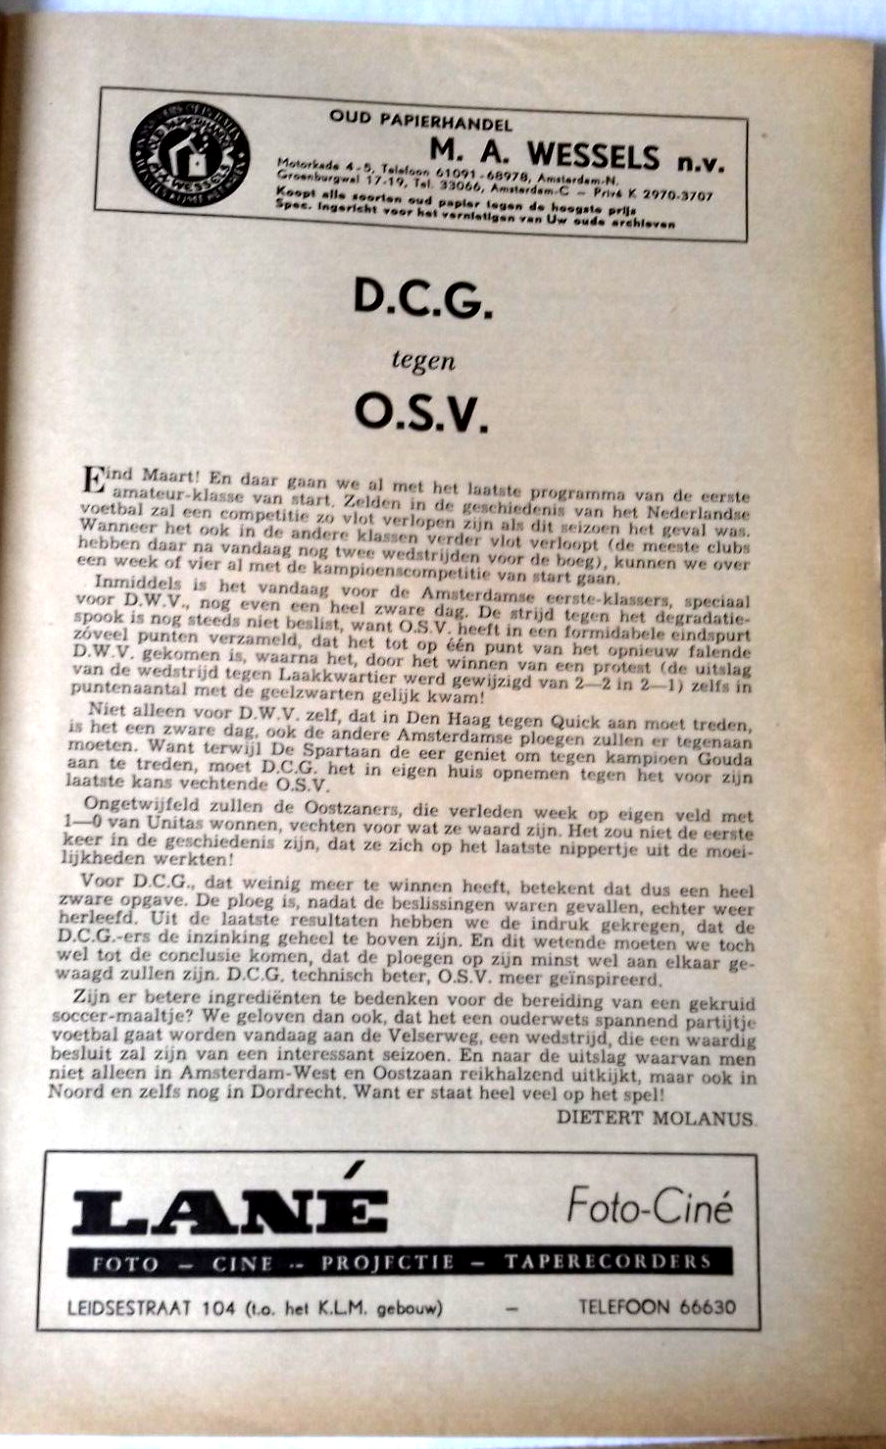 OUD PAPIERHANDEL
M. A. WESSELS n.v.
Motorkade 4-5, Telefoon 61091-68978, Amsterdam-N.
Groenburgwal 17-19, Tel. 33066, Amsterdam-C — Privé K 2970-3707
Koopt alle soorten oud papier tegen de hoogste prijs
Spec. ingericht voor het vernietigen van Uw oude archieven
D.C.G.
tegen
O.S.V.
Eind Maart! En daar gaan we al met het laatste programma van de eerste
amateur-klasse van start. Zelden in de geschiedenis van het Nederlandse
voetbal zal een competitie zo vlot verlopen zijn als dit seizoen het geval was.
Wanneer het ook in de andere klassen verder vlot verloopt (de meeste clubs
hebben daar na vandaag nog twee wedstrijden voor de boeg), kunnen we over
een week of vier al met de kampioenscompetitie van start gaan.
Inmiddels is het vandaag voor de Amsterdamse eerste-klassers, speciaal
voor D.W.V., nog even een heel zware dag. De strijd tegen het degradatie-
spook is nog steeds niet beslist, want O.S.V. heeft in een formidabele eindspurt
zóveel punten verzameld, dat het tot op één punt van het opnieuw falende
D.W.V. gekomen is, waarna het, door het winnen van een protest (de uitslag
van de wedstrijd tegen Laakkwartier werd gewijzigd van 2—2 in 2—1) zelfs in
puntenaantal met de geelzwarten gelijk kwam!
Niet alleen voor D.W.V. zelf, dat in Den Haag tegen Quick aan moet treden,
is het een zware dag, ook de andere Amsterdamse ploegen zullen er tegenaan
moeten. Want terwijl De Spartaan de eer geniet om tegen kampioen Gouda
aan te treden, moet D.C.G. het in eigen huis opnemen tegen het voor zijn
laatste kans vechtende O.S.V.
Ongetwijfeld zullen de Oostzaners, die verleden week op eigen veld met
1—0 van Unitas wonnen, vechten voor wat ze waard zijn. Het zou niet de eerste
keer in de geschiedenis zijn, dat ze zich op het laatste nippertje uit de moei-
lijkheden werkten!
Voor D.C.G., dat weinig meer te winnen heeft, betekent dat dus een heel
zware opgave. De ploeg is, nadat de beslissingen waren gevallen, echter weer
herleefd. Uit de laatste resultaten hebben we de indruk gekregen, dat de
D.C.G.-ers de inzinking geheel te boven zijn. En dit wetende moeten we toch
wel tot de conclusie komen, dat de ploegen op zijn minst wel aan elkaar ge-
waagd zullen zijn. D.C.G. technisch beter, O.S.V. meer geïnspireerd.
Zijn er betere ingrediënten te bedenken voor de bereiding van een gekruid
soccer-maaltje? We geloven dan ook, dat het een ouderwets spannend partijtje
voetbal gaat worden vandaag aan de Velserweg, een wedstrijd, die een waardig
besluit zal zijn van een interessant seizoen. En naar de uitslag waarvan men
niet alleen in Amsterdam-West en Oostzaan reikhalzend uitkijkt, maar ook in
Noord en zelfs nog in Dordrecht. Want er staat heel veel op het spel!
DIETERT MOLANUS.
LANÉ Foto-Ciné
FOTO — CINE — PROJECTIE — TAPERECORDERS
LEIDSESTRAAT 104 (t.o. het K.L.M. gebouw) — TELEFOON 66630